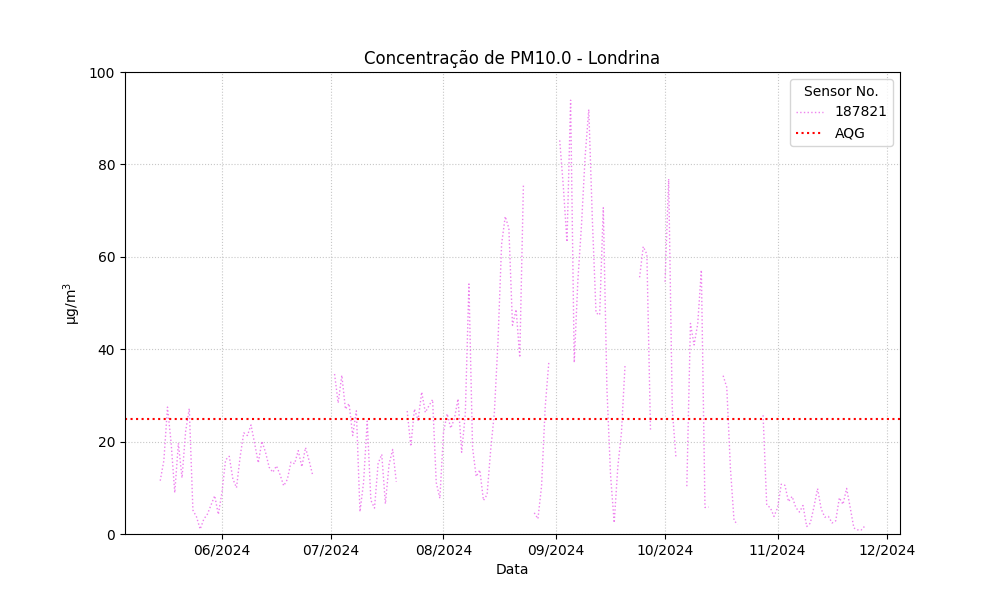 Concentração de PM10.0 - Londrina
Sensor No.
187821
AQG
100
80
60
40
20
0
µg/m³
06/2024
07/2024
08/2024
09/2024
10/2024
11/2024
12/2024
Data